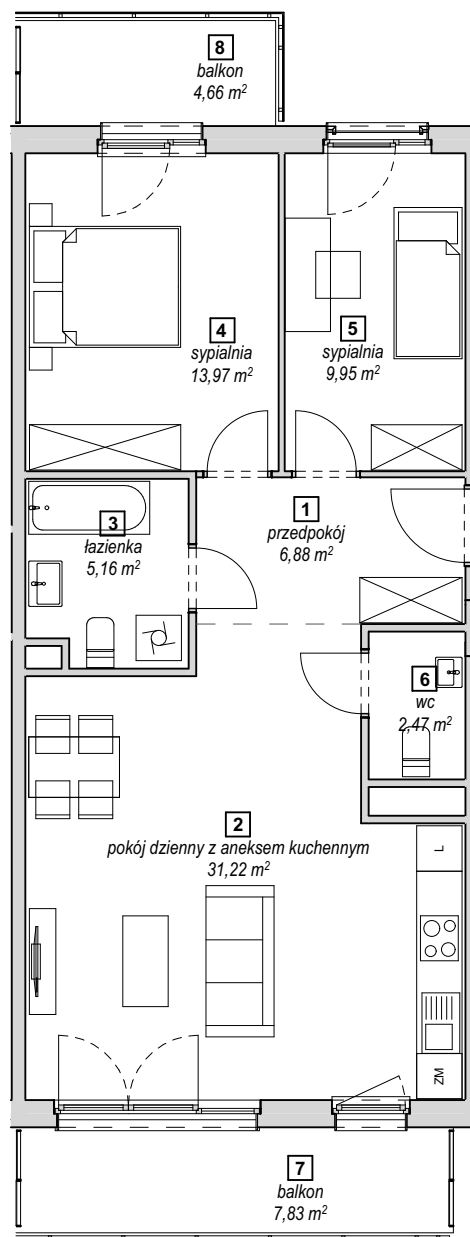 8
balkon
4,66 m²
4
sypialnia
13,97 m²
5
sypialnia
9,95 m²
3
łazienka
5,16 m²
1
przedpokój
6,88 m²
6
wc
2,47 m²
2
pokój dzienny z aneksem kuchennym
31,22 m²
L
ZM
7
balkon
7,83 m²